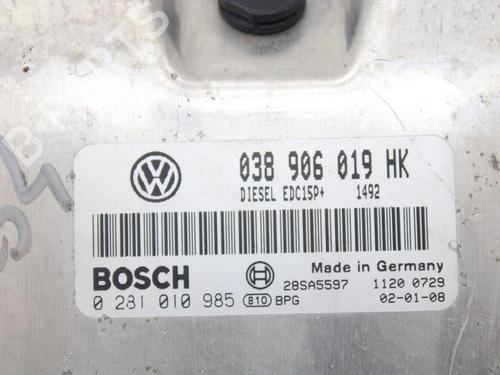 038 906 019 HK
DIESEL EDC15P+ 1492
BOSCH
Made in Germany
28SA5597 1120 0729
0 281 010 985 810 BPG 02-01-08
B-PARTS